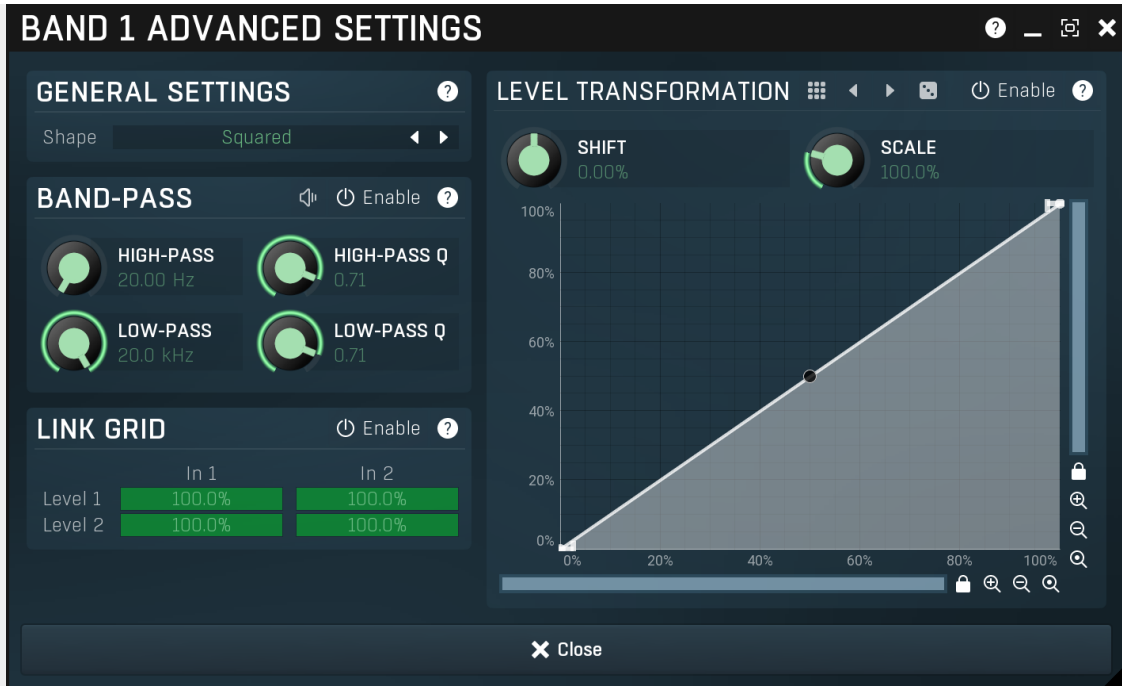 BAND 1 ADVANCED SETTINGS
?
GENERAL SETTINGS
?
Shape Squared
BAND-PASS
Enable
?
HIGH-PASS
20.00 Hz
HIGH-PASS Q
0.71
LOW-PASS
20.0 kHz
LOW-PASS Q
0.71
LINK GRID
Enable
?
In 1 In 2
Level 1 100.0% 100.0%
Level 2 100.0% 100.0%
LEVEL TRANSFORMATION
Enable
?
SHIFT
0.00%
SCALE
100.0%
100%
80%
60%
40%
20%
0%
0% 20% 40% 60% 80% 100%
Close